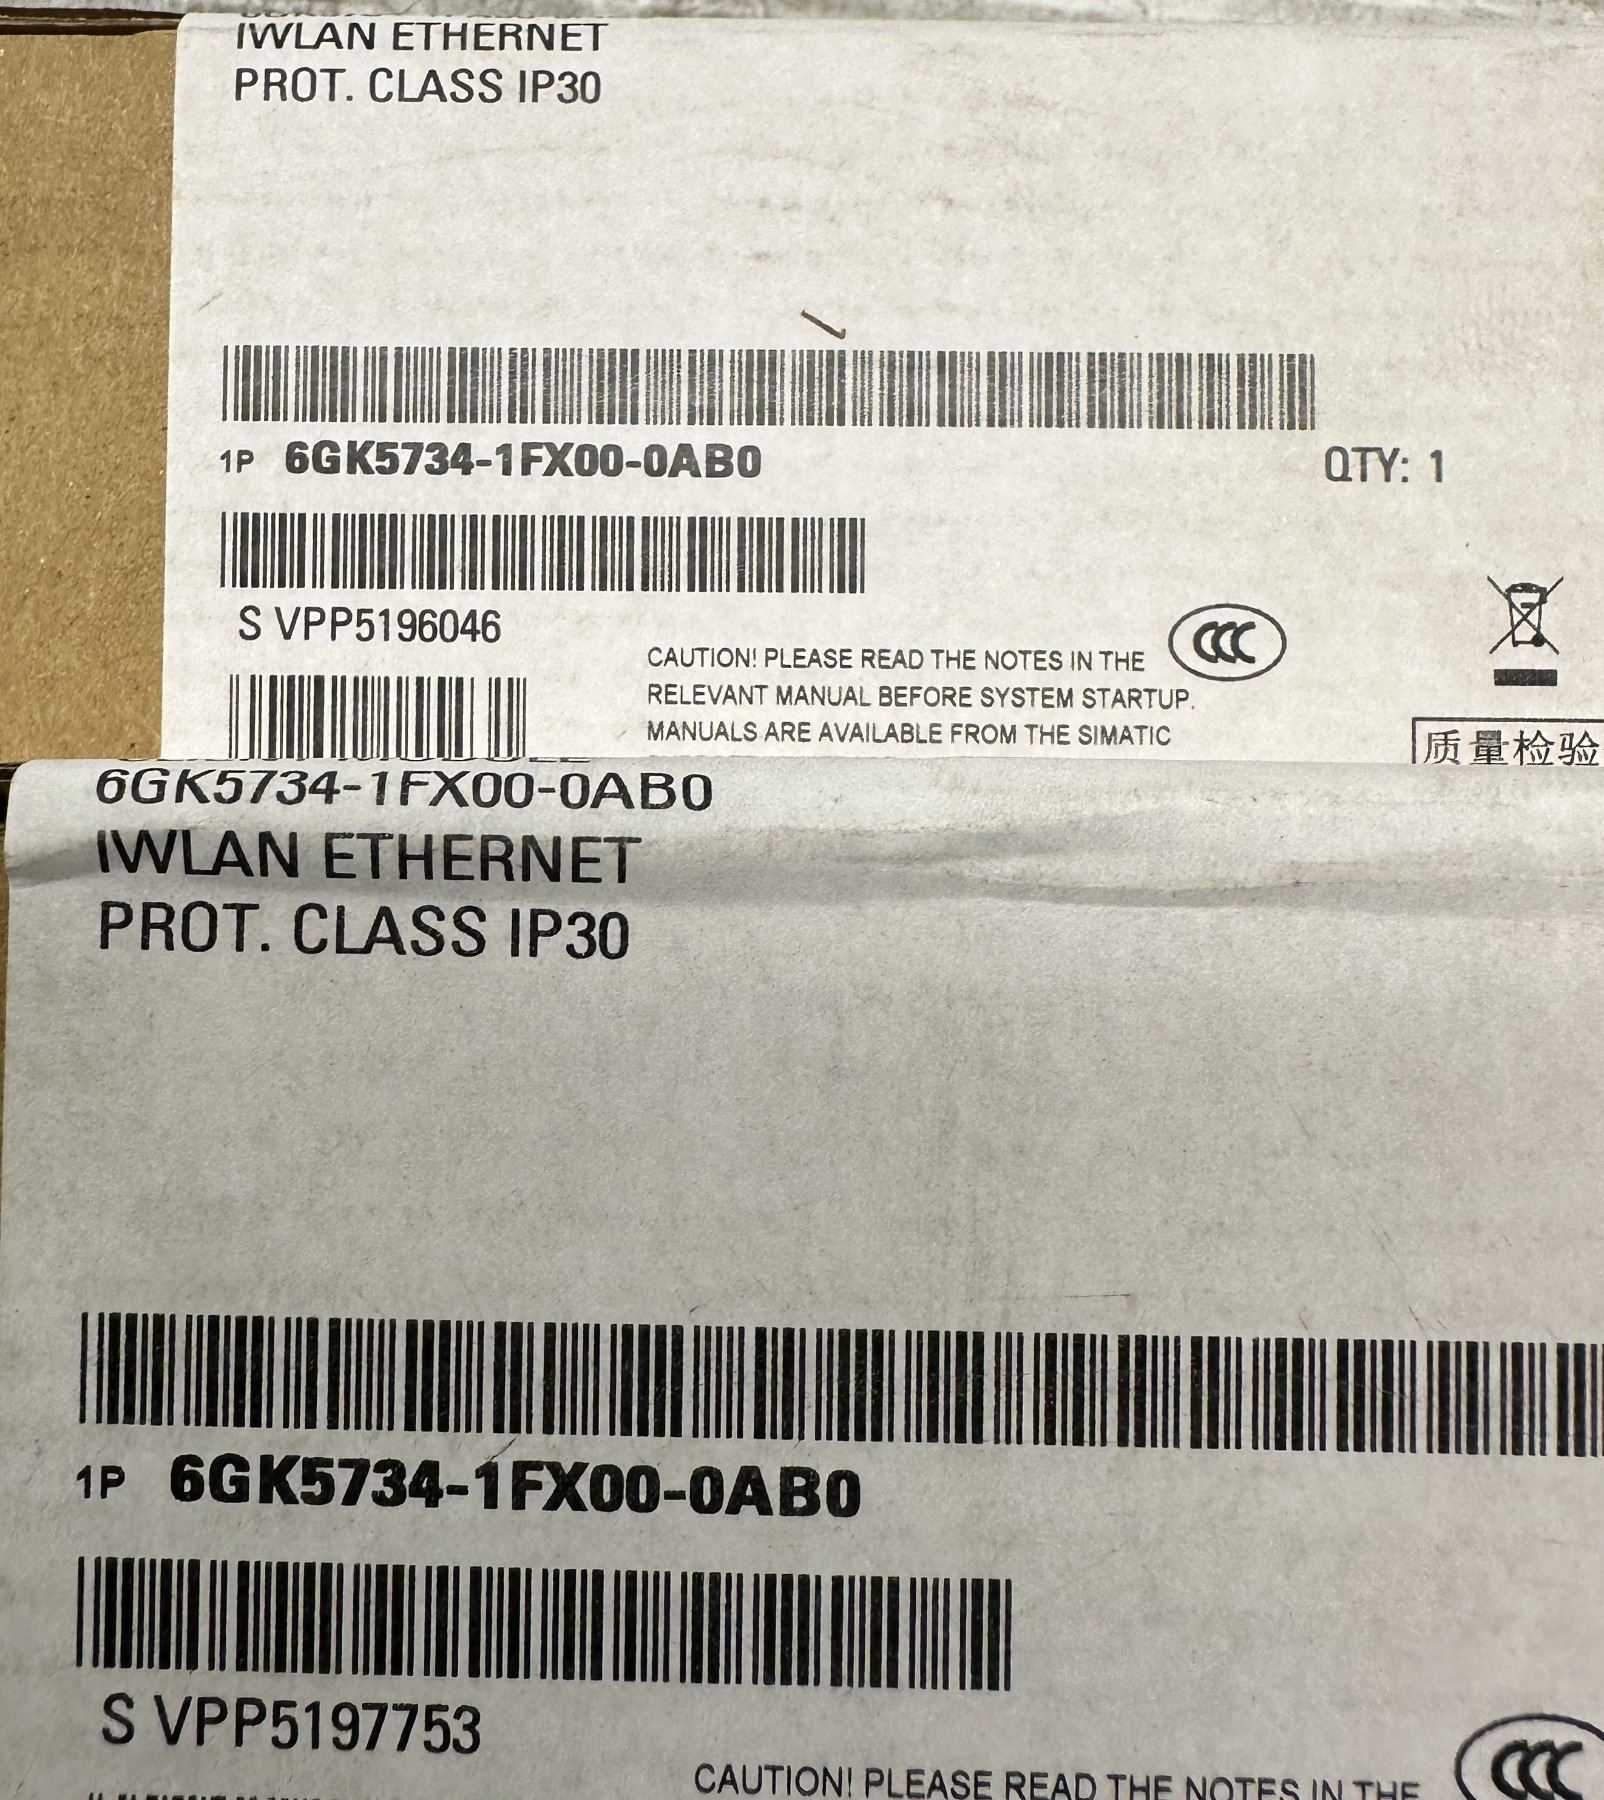 IWLAN ETHERNET
PROT. CLASS IP30
1P 6GK5734-1FX00-0AB0
QTY: 1
S VPP5196046
CCC
CAUTION! PLEASE READ THE NOTES IN THE
RELEVANT MANUAL BEFORE SYSTEM STARTUP.
MANUALS ARE AVAILABLE FROM THE SIMATIC
质量检验
6GK5734-1FX00-0AB0
IWLAN ETHERNET
PROT. CLASS IP30
1P 6GK5734-1FX00-0AB0
S VPP5197753
CCC
CAUTION! PLEASE READ THE NOTES IN THE